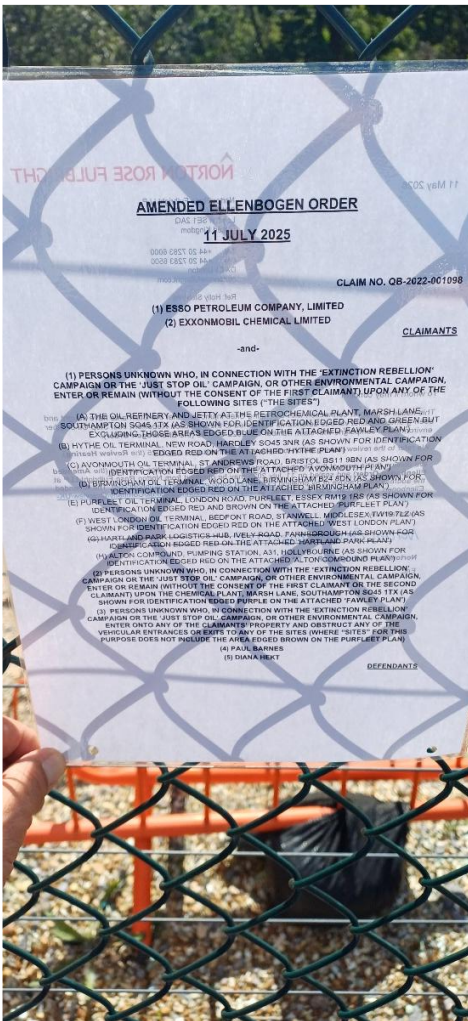 NORTON ROSE FULBRIGHT
11 May 2026
AMENDED ELLENBOGEN ORDER
11 JULY 2025
SE1 2AQ
Kingdom
+44 20 7283 6000
+44 20 7283 6500
CLAIM NO. QB-2022-001098
(1) ESSO PETROLEUM COMPANY, LIMITED
(2) EXXONMOBIL CHEMICAL LIMITED
CLAIMANTS
-and-
(1) PERSONS UNKNOWN WHO, IN CONNECTION WITH THE 'EXTINCTION REBELLION'
CAMPAIGN OR THE 'JUST STOP OIL' CAMPAIGN, OR OTHER ENVIRONMENTAL CAMPAIGN,
ENTER OR REMAIN (WITHOUT THE CONSENT OF THE FIRST CLAIMANT) UPON ANY OF THE
FOLLOWING SITES ("THE SITES")
(A) THE OIL REFINERY AND JETTY AT THE PETROCHEMICAL PLANT, MARSH LANE,
SOUTHAMPTON SO45 1TX (AS SHOWN FOR IDENTIFICATION EDGED RED AND GREEN BUT
EXCLUDING THOSE AREAS EDGED BLUE ON THE ATTACHED 'FAWLEY PLAN')
(B) HYTHE OIL TERMINAL, NEW ROAD, HARDLEY SO45 3NR (AS SHOWN FOR IDENTIFICATION
EDGED RED ON THE ATTACHED 'HYTHE PLAN')
(C) AVONMOUTH OIL TERMINAL, ST ANDREWS ROAD, BRISTOL BS11 9BN (AS SHOWN FOR
IDENTIFICATION EDGED RED ON THE ATTACHED 'AVONMOUTH PLAN')
(D) BIRMINGHAM OIL TERMINAL, WOOD LANE, BIRMINGHAM B24 8DN (AS SHOWN FOR
IDENTIFICATION EDGED RED ON THE ATTACHED 'BIRMINGHAM PLAN')
(E) PURFLEET OIL TERMINAL, LONDON ROAD, PURFLEET, ESSEX RM19 1RS (AS SHOWN FOR
IDENTIFICATION EDGED RED AND BROWN ON THE ATTACHED 'PURFLEET PLAN')
(F) WEST LONDON OIL TERMINAL, BEDFONT ROAD, STANWELL, MIDDLESEX TW19 7LZ (AS
SHOWN FOR IDENTIFICATION EDGED RED ON THE ATTACHED 'WEST LONDON PLAN')
(G) HARTLAND PARK LOGISTICS HUB, IVELY ROAD, FARNBOROUGH (AS SHOWN FOR
IDENTIFICATION EDGED RED ON THE ATTACHED 'HARTLAND PARK PLAN')
(H) ALTON COMPOUND, PUMPING STATION, A31, HOLLYBOURNE (AS SHOWN FOR
IDENTIFICATION EDGED RED ON THE ATTACHED 'ALTON COMPOUND PLAN')
(2) PERSONS UNKNOWN WHO, IN CONNECTION WITH THE 'EXTINCTION REBELLION'
CAMPAIGN OR THE 'JUST STOP OIL' CAMPAIGN, OR OTHER ENVIRONMENTAL CAMPAIGN,
ENTER OR REMAIN (WITHOUT THE CONSENT OF THE FIRST CLAIMANT OR THE SECOND
CLAIMANT) UPON THE CHEMICAL PLANT, MARSH LANE, SOUTHAMPTON SO45 1TX (AS
SHOWN FOR IDENTIFICATION EDGED PURPLE ON THE ATTACHED 'FAWLEY PLAN')
(3) PERSONS UNKNOWN WHO, IN CONNECTION WITH THE 'EXTINCTION REBELLION'
CAMPAIGN OR THE 'JUST STOP OIL' CAMPAIGN, OR OTHER ENVIRONMENTAL CAMPAIGN,
ENTER ONTO ANY OF THE CLAIMANTS' PROPERTY AND OBSTRUCT ANY OF THE
VEHICULAR ENTRANCES OR EXITS TO ANY OF THE SITES (WHERE "SITES" FOR THIS
PURPOSE DOES NOT INCLUDE THE AREA EDGED BROWN ON THE PURFLEET PLAN)
(4) PAUL BARNES
(5) DIANA HEKT
DEFENDANTS